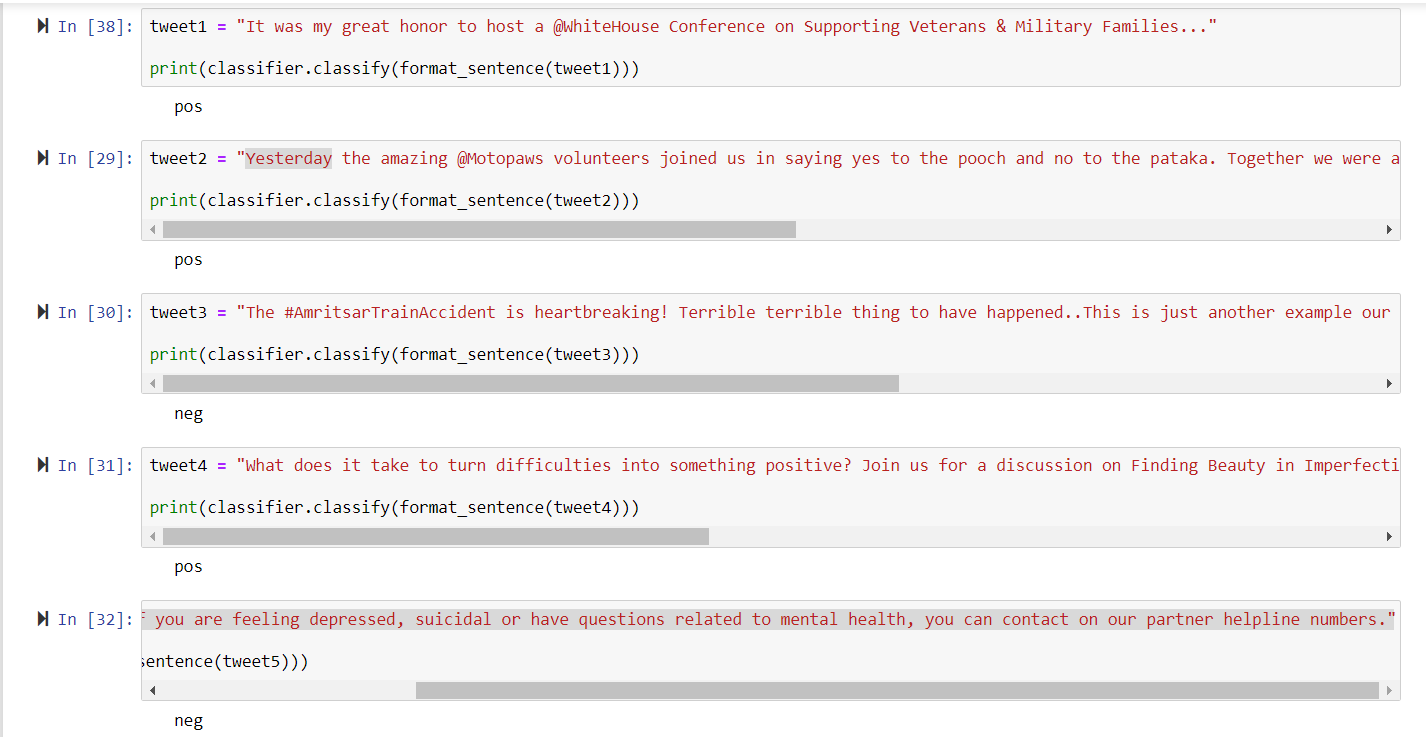 In [38]: tweet1 = "It was my great honor to host a @WhiteHouse Conference on Supporting Veterans & Military Families..."
print(classifier.classify(format_sentence(tweet1)))
pos
In [29]: tweet2 = "Yesterday the amazing @Motopaws volunteers joined us in saying yes to the pooch and no to the pataka. Together we were a
print(classifier.classify(format_sentence(tweet2)))
pos
In [30]: tweet3 = "The #AmritsarTrainAccident is heartbreaking! Terrible terrible thing to have happened..This is just another example our
print(classifier.classify(format_sentence(tweet3)))
neg
In [31]: tweet4 = "What does it take to turn difficulties into something positive? Join us for a discussion on Finding Beauty in Imperfecti
print(classifier.classify(format_sentence(tweet4)))
pos
In [32]: f you are feeling depressed, suicidal or have questions related to mental health, you can contact on our partner helpline numbers."
sentence(tweet5)))
neg